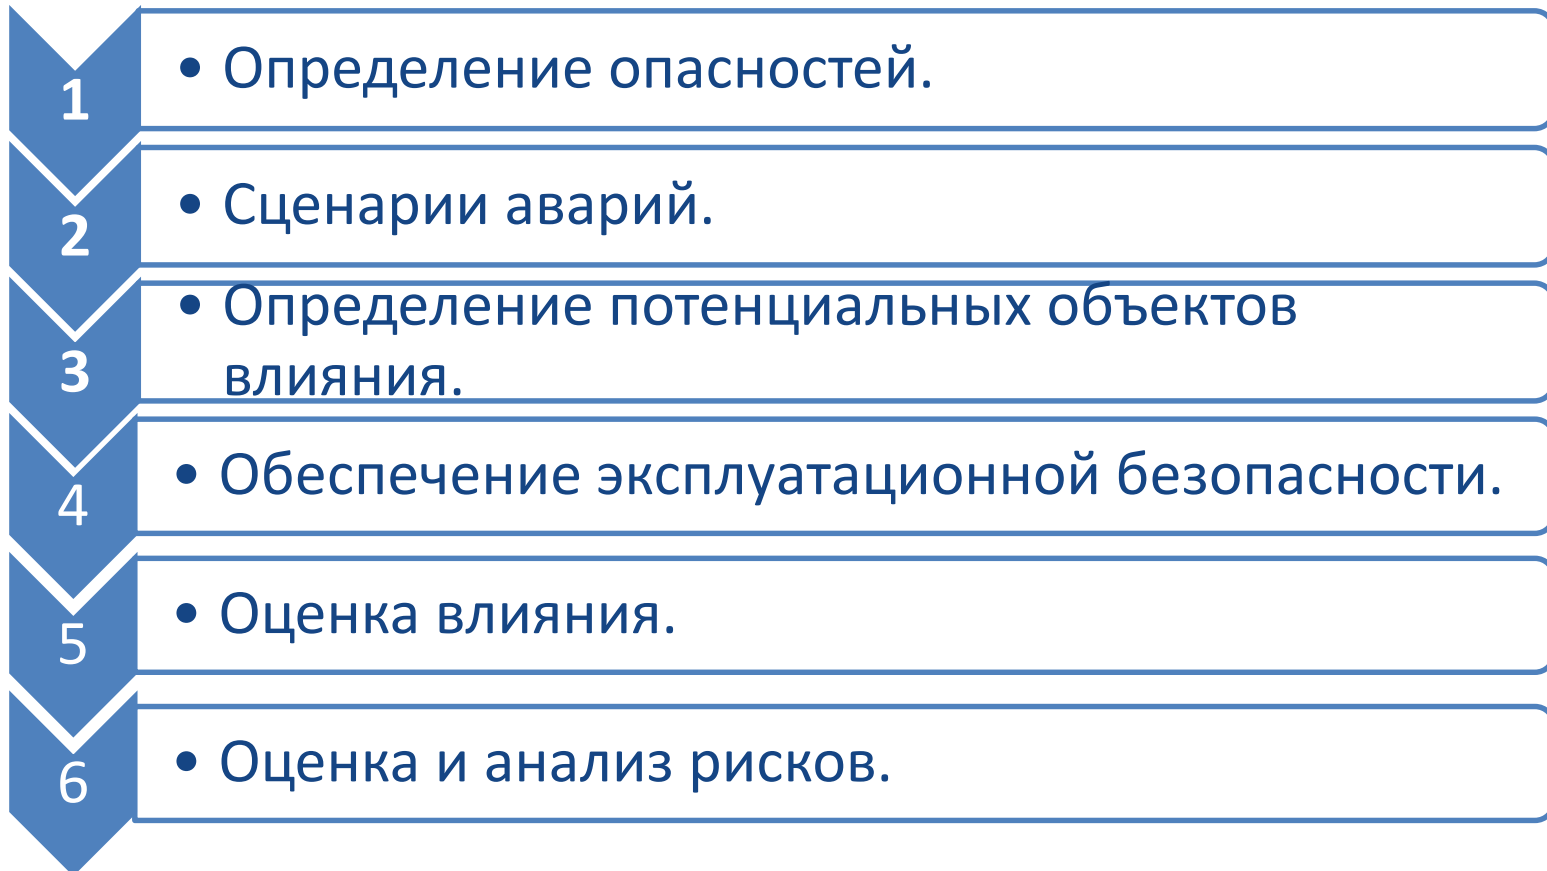 1
• Определение опасностей.
2
• Сценарии аварий.
3
• Определение потенциальных объектов
влияния.
4
• Обеспечение эксплуатационной безопасности.
5
• Оценка влияния.
6
• Оценка и анализ рисков.